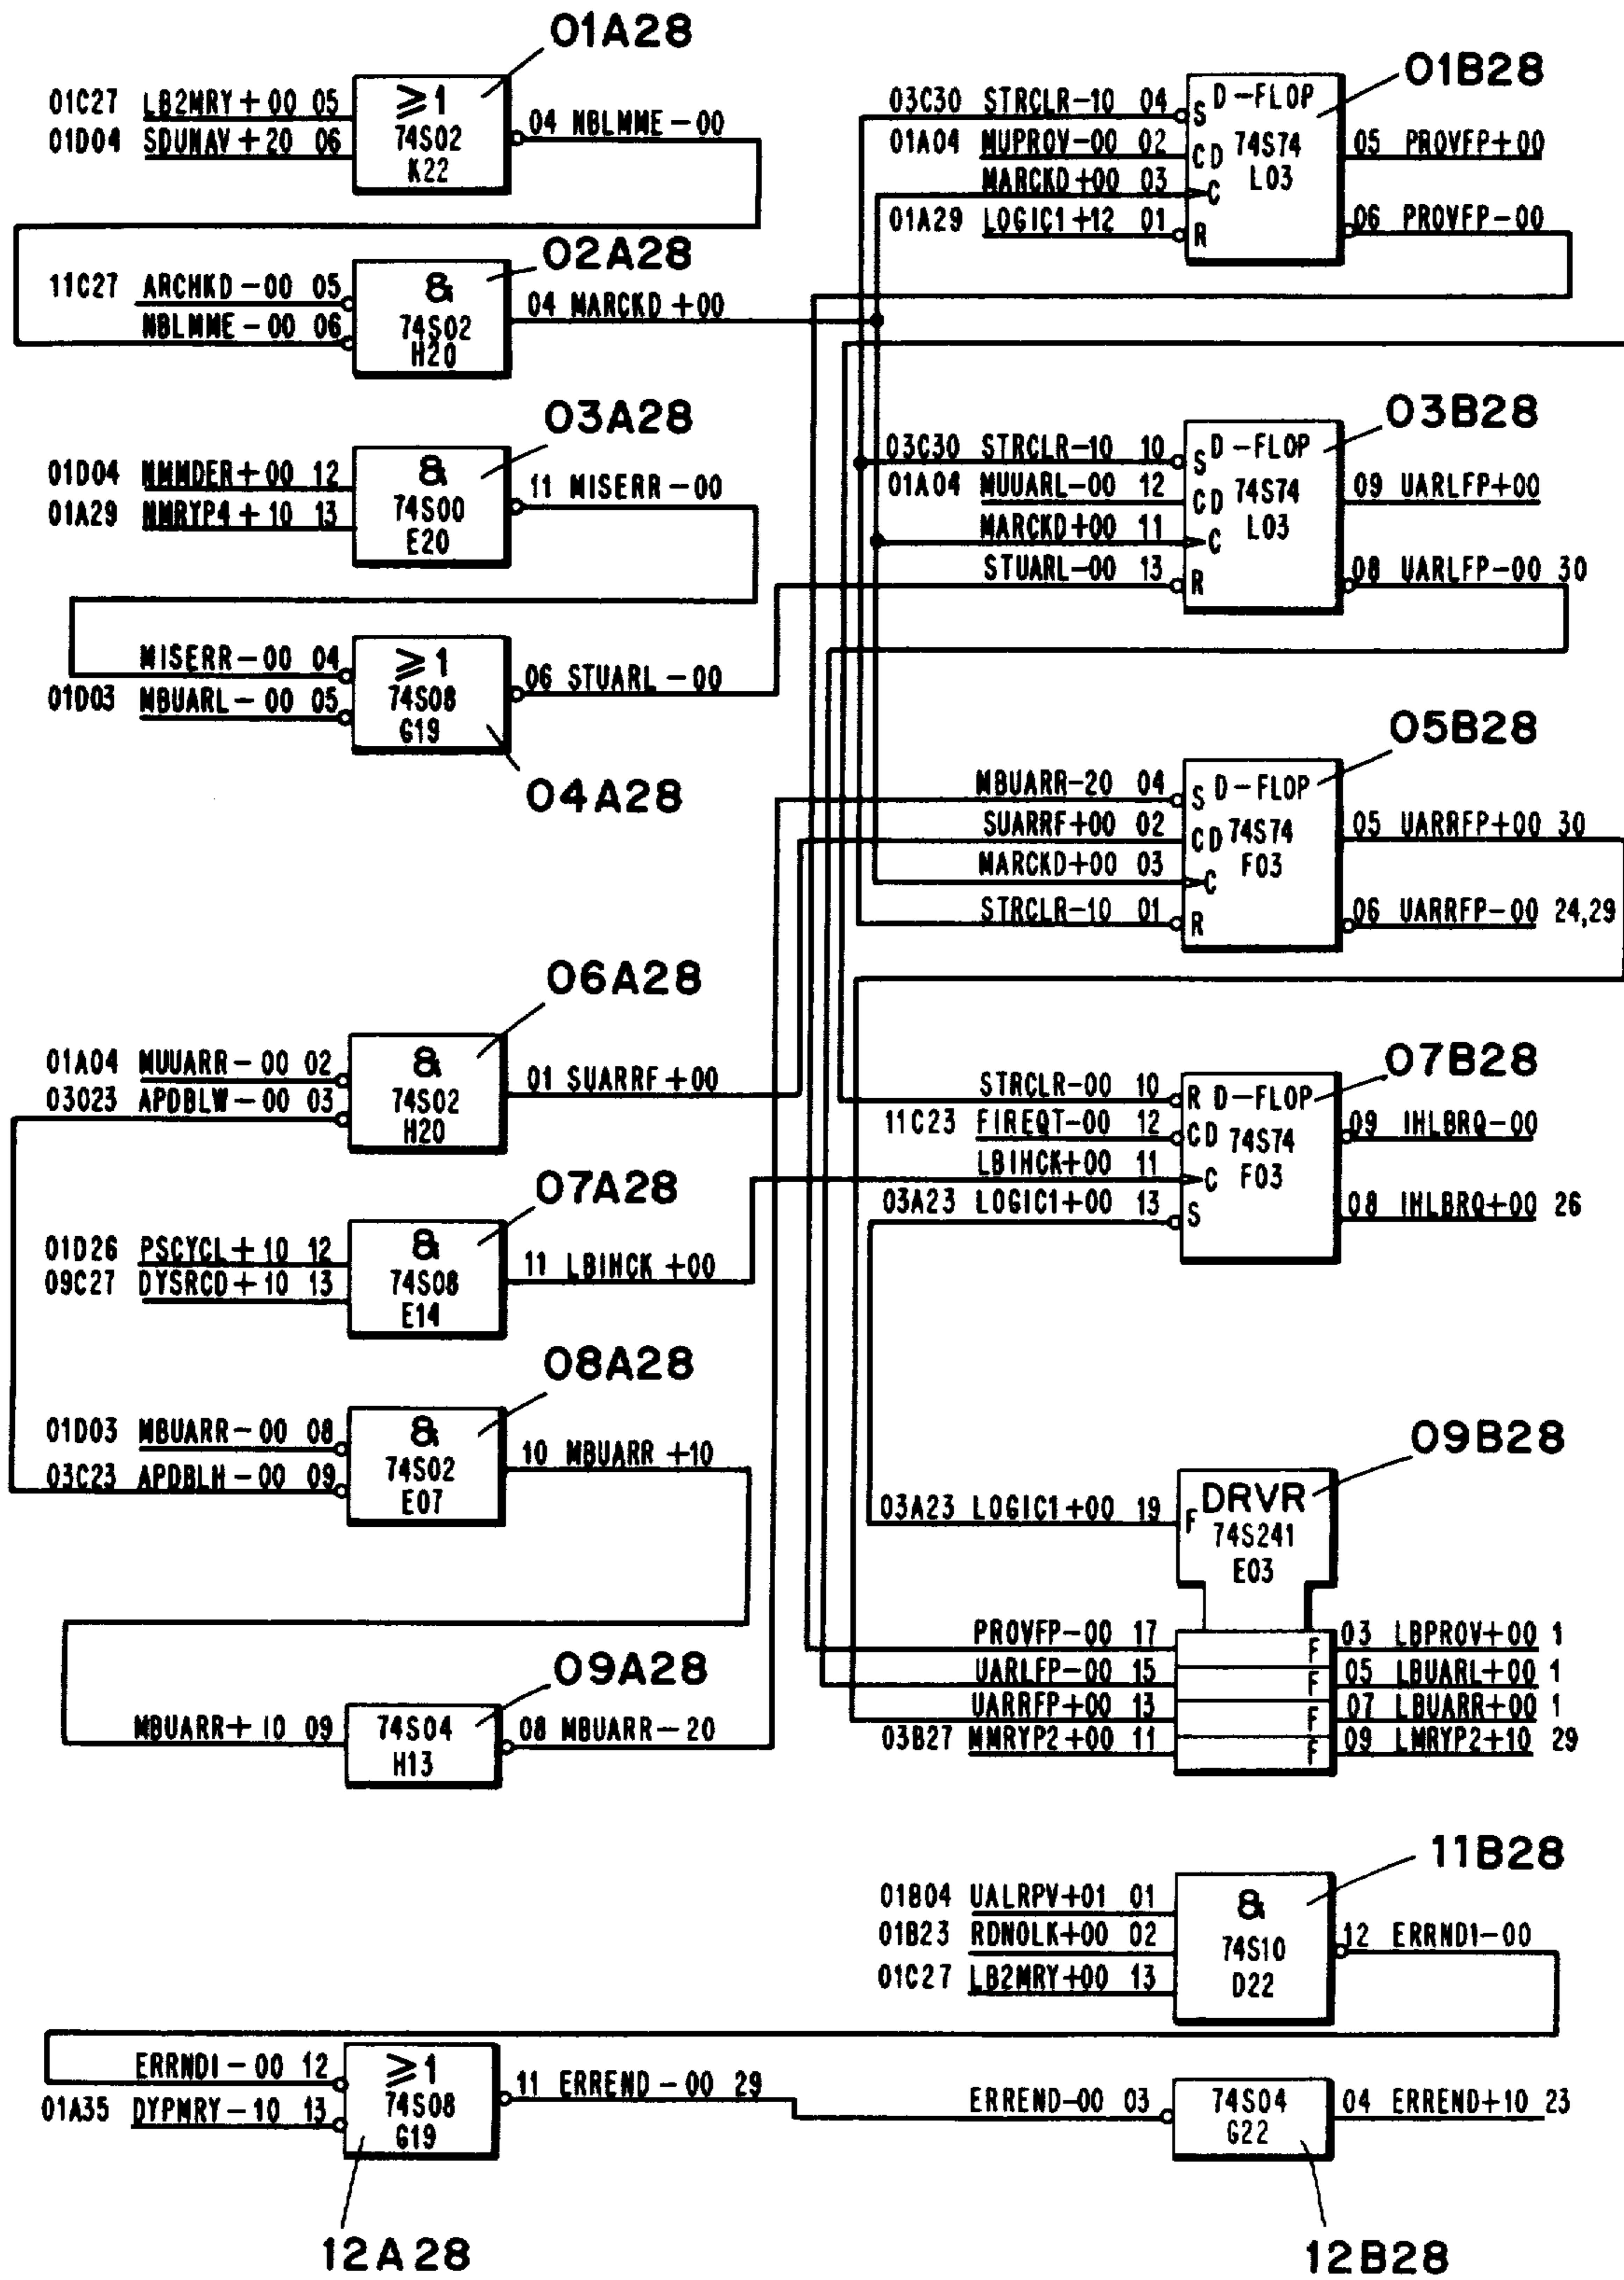 01A28
01C27 LB2MRY+00 05
01D04 SDUNAV+20 06
≥1
74S02
K22
04 NBLMME-00
02A28
11C27 ARCHKD-00 05
NBLMME-00 06
&
74S02
H20
04 MARCKD+00
03A28
01D04 MMMDER+00 12
01A29 MMRYP4+10 13
&
74S00
E20
11 MISERR-00
MISERR-00 04
01D03 MBUARL-00 05
≥1
74S08
G19
06 STUARL-00
04A28
06A28
01A04 MUUARR-00 02
03023 APDBLW-00 03
&
74S02
H20
01 SUARRF+00
07A28
01D26 PSCYCL+10 12
09C27 DYSRCD+10 13
&
74S08
E14
11 LBIHCK+00
08A28
01D03 MBUARR-00 08
03C23 APDBLH-00 09
&
74S02
E07
10 MBUARR+10
09A28
MBUARR+10 09
74S04
H13
08 MBUARR-20
01B28
03C30 STRCLR-10 04
01A04 MUPROV-00 02
MARCKD+00 03
01A29 LOGIC1+12 01
S D-FLOP
CD 74S74
C L03
R
05 PROVFP+00
06 PROVFP-00
03B28
03C30 STRCLR-10 10
01A04 MUUARL-00 12
MARCKD+00 11
STUARL-00 13
S D-FLOP
CD 74S74
C L03
R
09 UARLFP+00
08 UARLFP-00 30
05B28
MBUARR-20 04
SUARRF+00 02
MARCKD+00 03
STRCLR-10 01
S D-FLOP
CD 74S74
C F03
R
05 UARRFP+00 30
06 UARRFP-00 24,29
07B28
STRCLR-00 10
11C23 FIREQT-00 12
LBIHCK+00 11
03A23 LOGIC1+00 13
R D-FLOP
CD 74S74
C F03
S
09 IHLBRQ-00
08 IHLBRQ+00 26
09B28
03A23 LOGIC1+00 19
F
DRVR
74S241
E03
PROVFP-00 17 F 03 LBPROV+00 1
UARLFP-00 15 F 05 LBUARL+00 1
UARRFP+00 13 F 07 LBUARR+00 1
03B27 MMRYP2+00 11 F 09 LMRYP2+10 29
11B28
01B04 UALRPV+01 01
01B23 RDNOLK+00 02
01C27 LB2MRY+00 13
&
74S10
D22
12 ERRND1-00
ERRND1-00 12
01A35 DYPMRY-10 13
≥1
74S08
G19
11 ERREND-00 29
12A28
ERREND-00 03
74S04
G22
04 ERREND+10 23
12B28